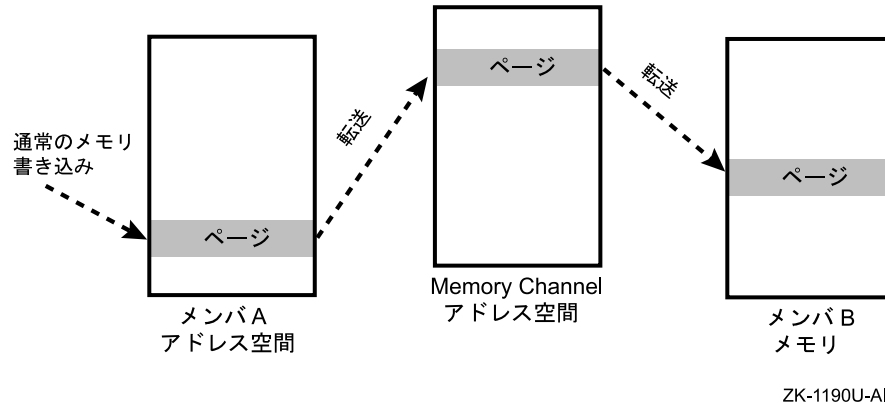 通常のメモリ
書き込み
ページ
転送
ページ
転送
ページ
メンバ A
アドレス空間
Memory Channel
アドレス空間
メンバ B
メモリ
ZK-1190U-AI